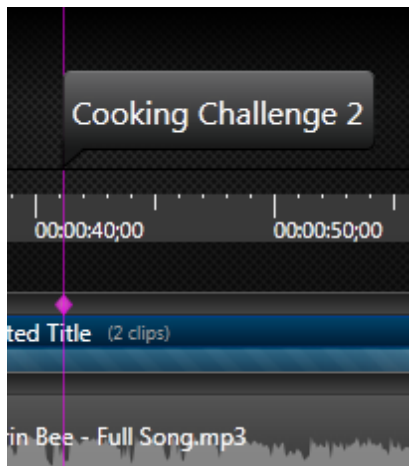 Cooking Challenge 2
00:00:40;00 00:00:50;00
ted Title (2 clips)
rin Bee - Full Song.mp3